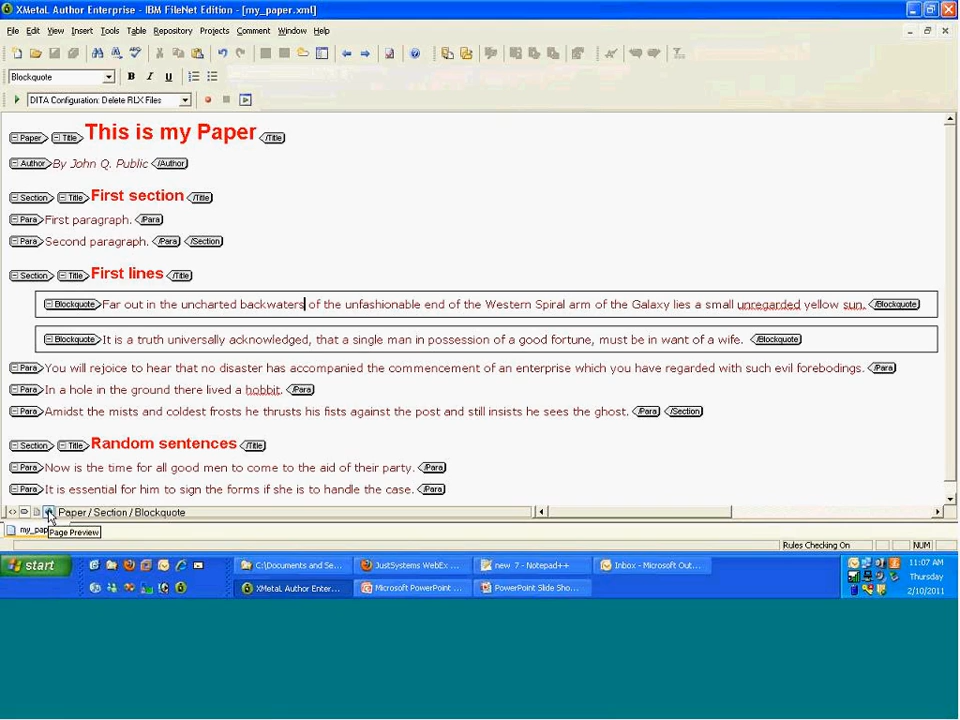 XMetaL Author Enterprise - IBM FileNet Edition - [my_paper.xml]
File Edit View Insert Tools Table Repository Projects Comment Window Help
Blockquote B I U
DITA Configuration: Delete RLX Files
Paper Title This is my Paper /Title
Author By John Q. Public /Author
Section Title First section /Title
Para First paragraph. /Para
Para Second paragraph. /Para /Section
Section Title First lines /Title
Blockquote Far out in the uncharted backwaters of the unfashionable end of the Western Spiral arm of the Galaxy lies a small unregarded yellow sun. /Blockquote
Blockquote It is a truth universally acknowledged, that a single man in possession of a good fortune, must be in want of a wife. /Blockquote
Para You will rejoice to hear that no disaster has accompanied the commencement of an enterprise which you have regarded with such evil forebodings. /Para
Para In a hole in the ground there lived a hobbit. /Para
Para Amidst the mists and coldest frosts he thrusts his fists against the post and still insists he sees the ghost. /Para /Section
Section Title Random sentences /Title
Para Now is the time for all good men to come to the aid of their party. /Para
Para It is essential for him to sign the forms if she is to handle the case. /Para
Paper / Section / Blockquote
my_pap
Page Preview
Rules Checking On NUM
start C:\Documents and Se... JustSystems WebEx ... new 7 - Notepad++ Inbox - Microsoft Out... 11:07 AM
Thursday
XMetaL Author Enter... Microsoft PowerPoint ... PowerPoint Slide Sho... 2/10/2011